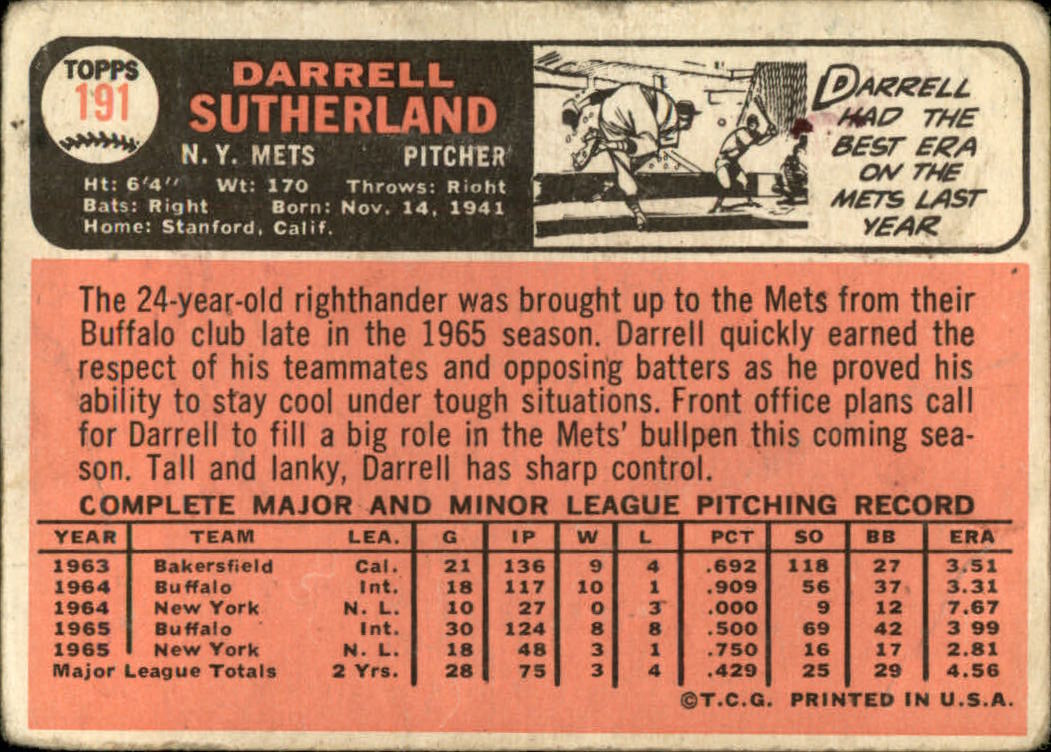 TOPPS
191
DARRELL
SUTHERLAND
N. Y. METS PITCHER
Ht: 6'4" Wt: 170 Throws: Right
Bats: Right Born: Nov. 14, 1941
Home: Stanford, Calif.
DARRELL
HAD THE
BEST ERA
ON THE
METS LAST
YEAR
The 24-year-old righthander was brought up to the Mets from their
Buffalo club late in the 1965 season. Darrell quickly earned the
respect of his teammates and opposing batters as he proved his
ability to stay cool under tough situations. Front office plans call
for Darrell to fill a big role in the Mets' bullpen this coming sea-
son. Tall and lanky, Darrell has sharp control.
COMPLETE MAJOR AND MINOR LEAGUE PITCHING RECORD
YEAR TEAM LEA. G IP W L PCT SO BB ERA
1963 Bakersfield Cal. 21 136 9 4 .692 118 27 3.51
1964 Buffalo Int. 18 117 10 1 .909 56 37 3.31
1964 New York N. L. 10 27 0 3 .000 9 12 7.67
1965 Buffalo Int. 30 124 8 8 .500 69 42 3 99
1965 New York N. L. 18 48 3 1 .750 16 17 2.81
Major League Totals 2 Yrs. 28 75 3 4 .429 25 29 4.56
©T.C.G. PRINTED IN U.S.A.